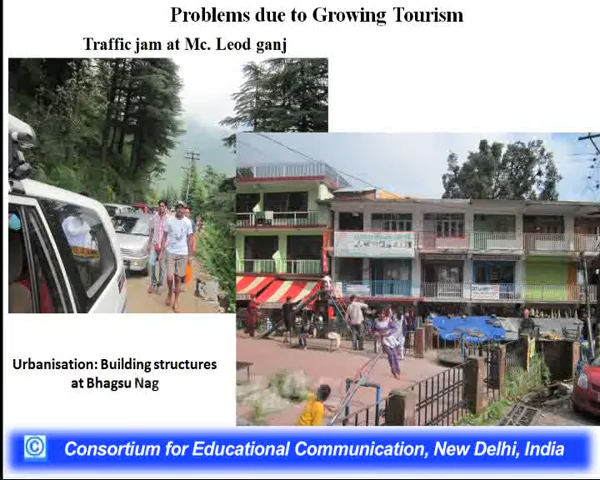 Problems due to Growing Tourism
Traffic jam at Mc. Leod ganj
Urbanisation: Building structures
at Bhagsu Nag
© Consortium for Educational Communication, New Delhi, India